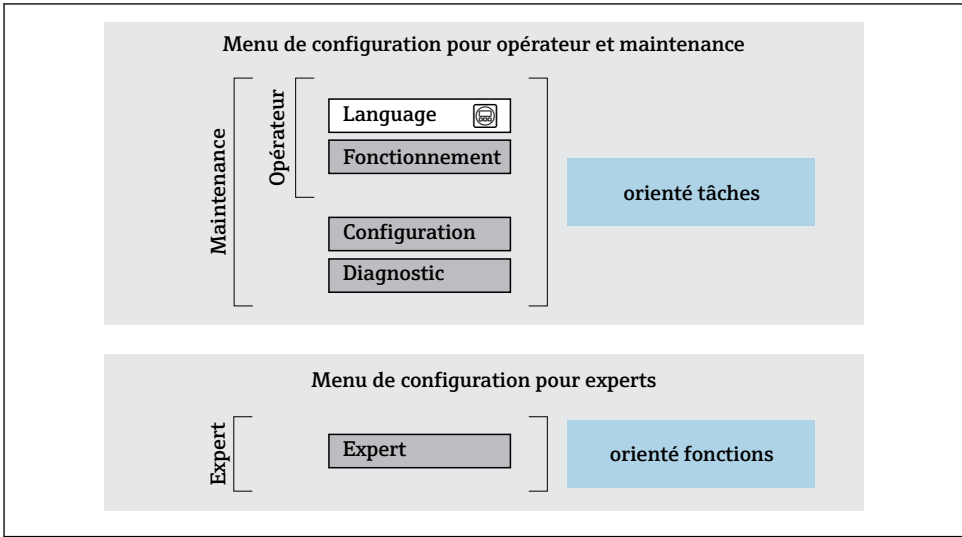 Menu de configuration pour opérateur et maintenance
Maintenance
Opérateur
Language
Fonctionnement
Configuration
Diagnostic
orienté tâches
Menu de configuration pour experts
Expert
Expert
orienté fonctions